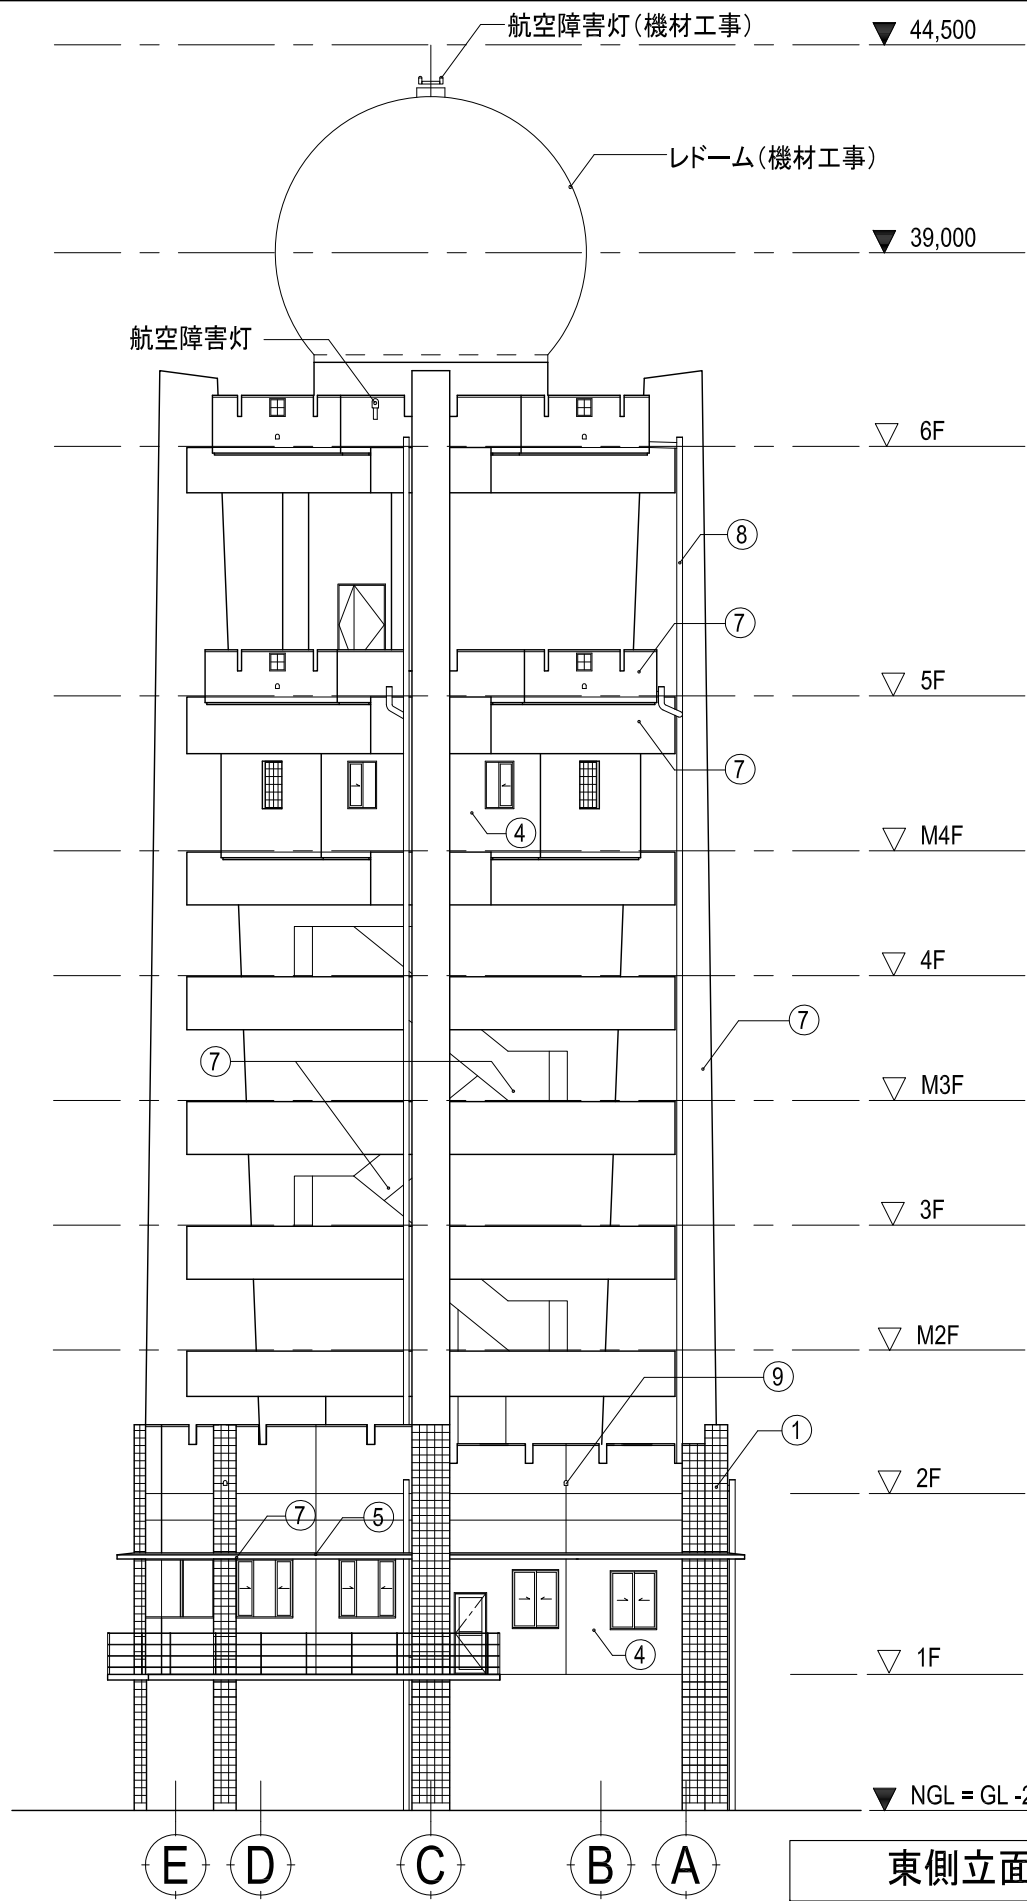 航空障害灯(機材工事)
44,500
レドーム(機材工事)
39,000
航空障害灯
6F
8
7
5F
7
4
M4F
4F
7
7
M3F
3F
M2F
9
1
2F
7
5
4
1F
NGL = GL -2
E
D
C
B
A
東側立面